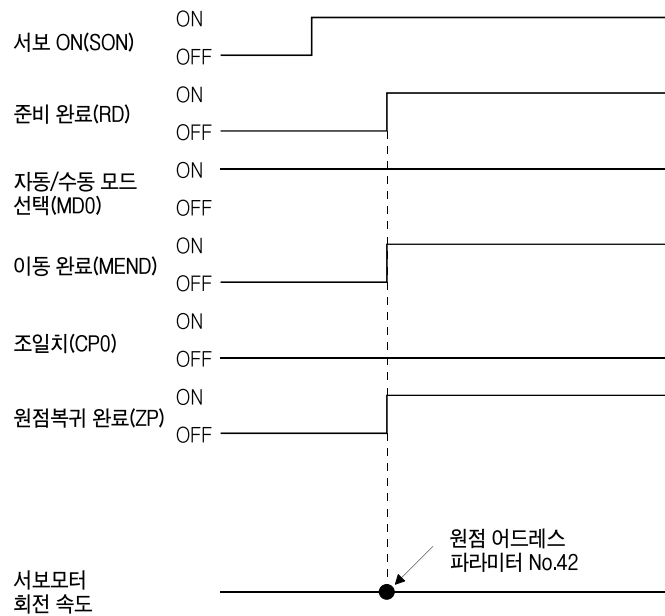 ON
서보 ON(SON)
OFF
ON
준비 완료(RD)
OFF
ON
자동/수동 모드
선택(MD0)
OFF
ON
이동 완료(MEND)
OFF
ON
조일치(CP0)
OFF
ON
원점복귀 완료(ZP)
OFF
원점 어드레스
파라미터 No.42
서보모터
회전 속도